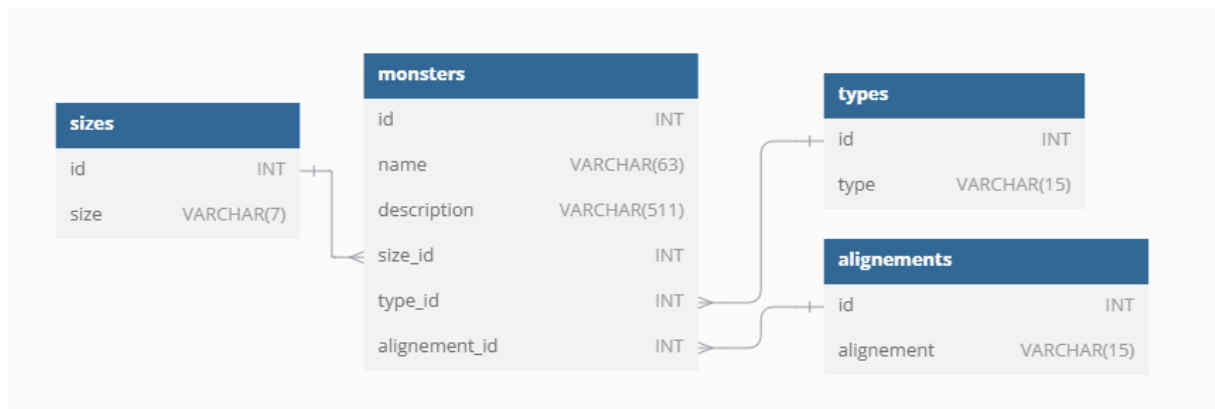 sizes
id INT
size VARCHAR(7)
monsters
id INT
name VARCHAR(63)
description VARCHAR(511)
size_id INT
type_id INT
alignement_id INT
types
id INT
type VARCHAR(15)
alignements
id INT
alignement VARCHAR(15)